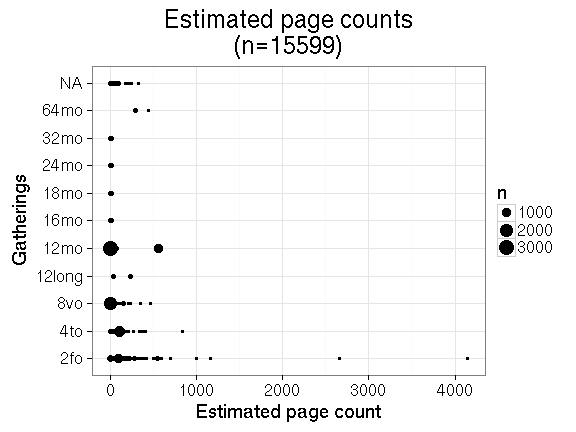 Estimated page counts
(n=15599)
Gatherings
NA
64mo
32mo
24mo
18mo
16mo
12mo
12long
8vo
4to
2fo
0 1000 2000 3000 4000
Estimated page count
n
1000
2000
3000